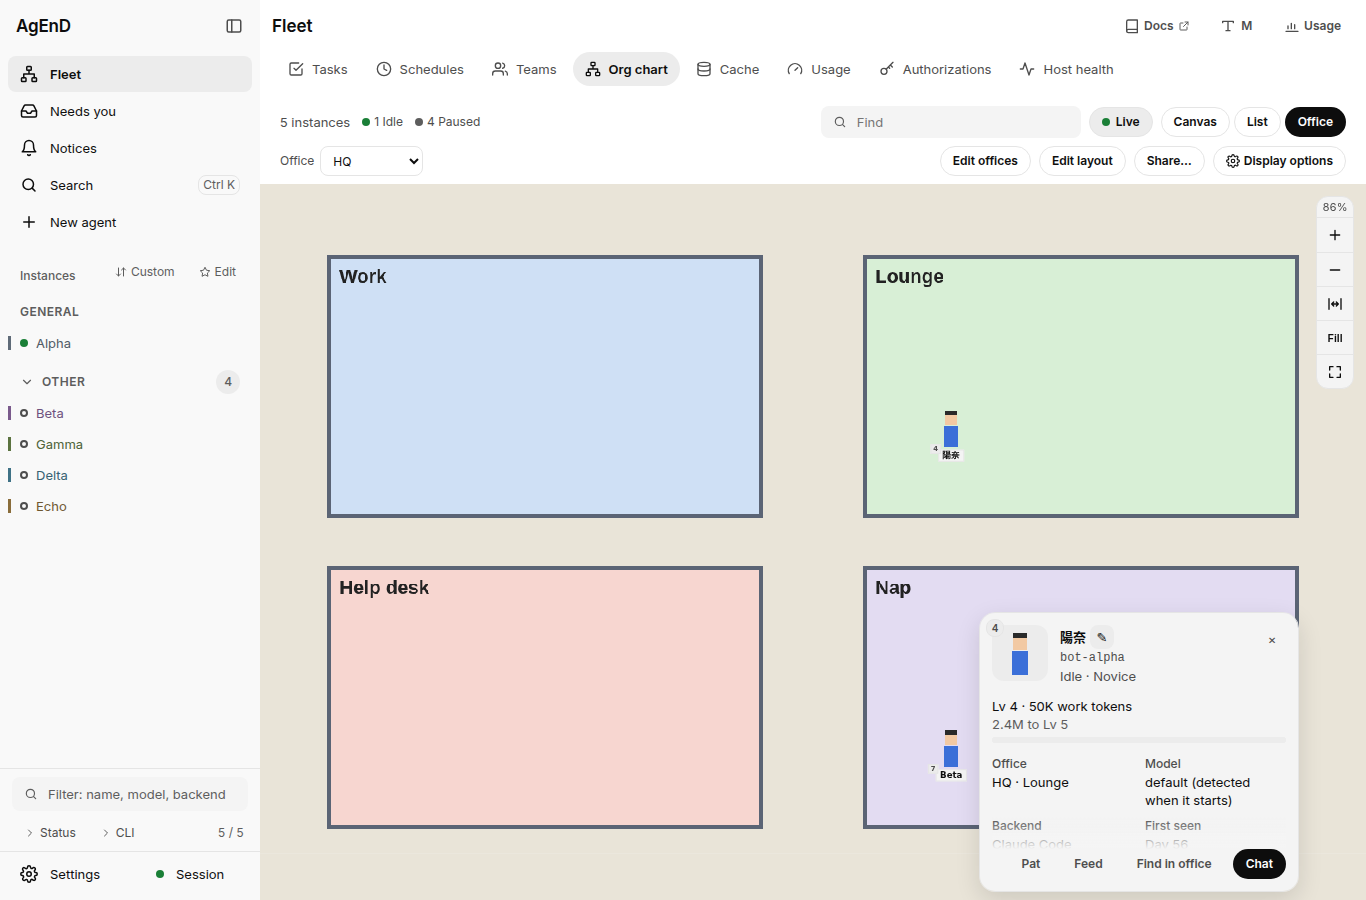 AgEnD
Fleet
Needs you
Notices
Search
Ctrl K
New agent
Instances
Custom
Edit
GENERAL
Alpha
OTHER
4
Beta
Gamma
Delta
Echo
Filter: name, model, backend
Status
CLI
5 / 5
Settings
Session
Fleet
Docs
M
Usage
Tasks
Schedules
Teams
Org chart
Cache
Usage
Authorizations
Host health
5 instances
1 Idle
4 Paused
Find
Live
Canvas
List
Office
Office
HQ
Edit offices
Edit layout
Share...
Display options
86%
Fill
Work
Lounge
4
陽奈
Help desk
Nap
7
Beta
4
陽奈
bot-alpha
Idle · Novice
Lv 4 · 50K work tokens
2.4M to Lv 5
Office
Model
HQ · Lounge
default (detected
when it starts)
Backend
First seen
Claude Code
Day 56
Pat
Feed
Find in office
Chat